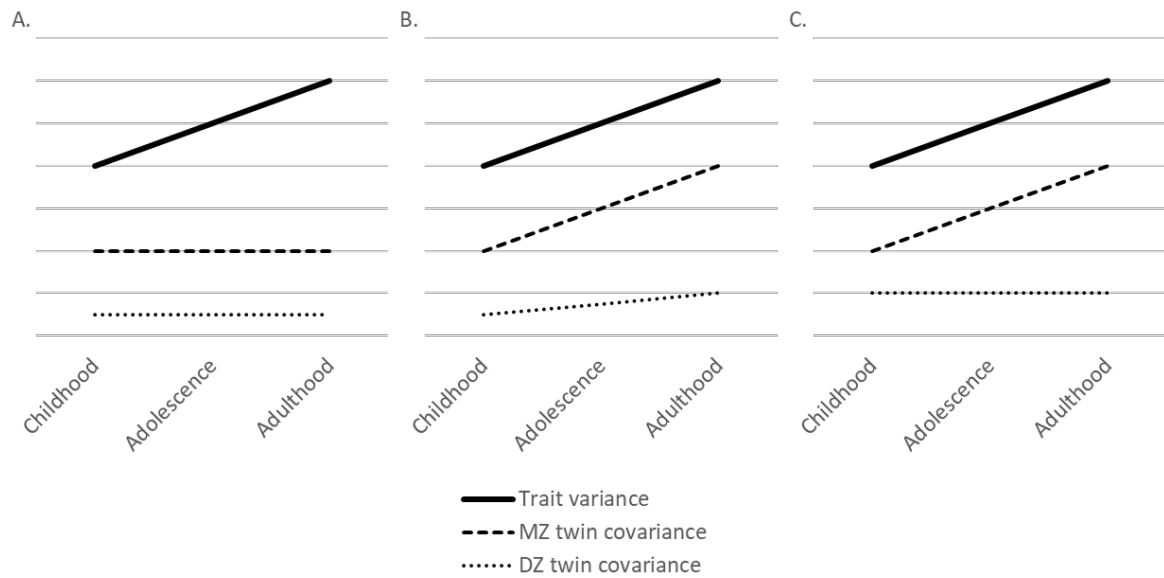 A.
B.
C.
Childhood
Adolescence
Adulthood
Childhood
Adolescence
Adulthood
Childhood
Adolescence
Adulthood
Trait variance
MZ twin covariance
DZ twin covariance